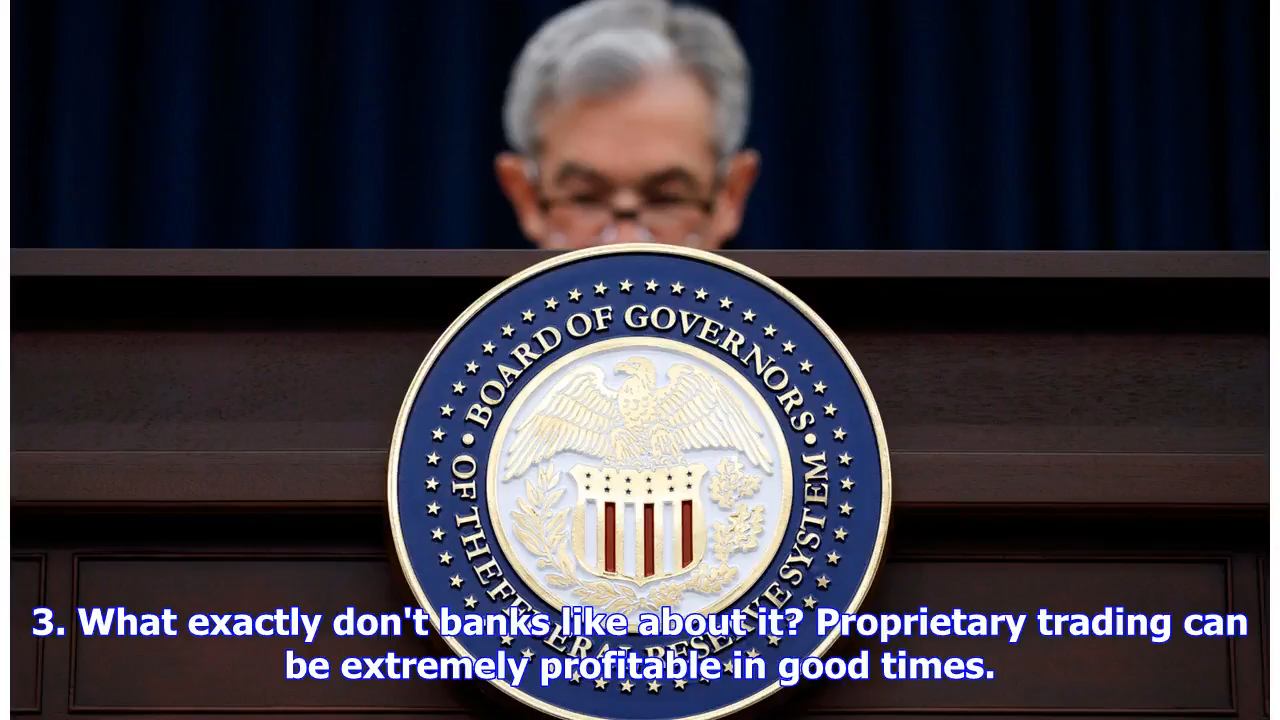 BOARD OF GOVERNORS
OF THE FEDERAL RESERVE SYSTEM
3. What exactly don't banks like about it? Proprietary trading can
be extremely profitable in good times.